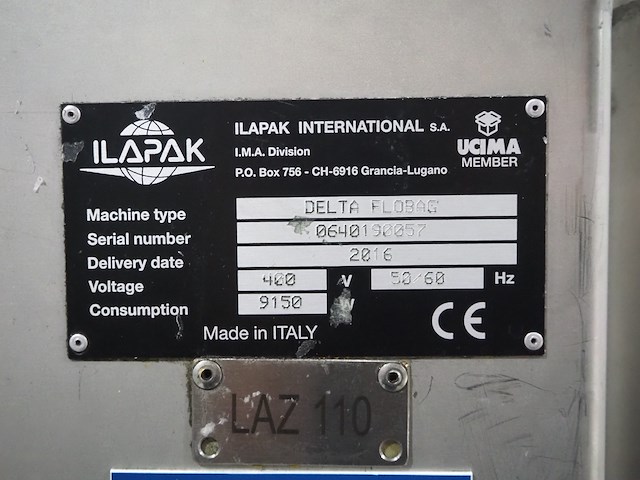 ILAPAK
ILAPAK INTERNATIONAL S.A.
I.M.A. Division
P.O. Box 756 - CH-6916 Grancia-Lugano
UCIMA
MEMBER
Machine type DELTA FLOBAG
Serial number 0640190057
Delivery date 2016
Voltage 400 V 50/60 Hz
Consumption 9150 W
Made in ITALY CE
LAZ 110